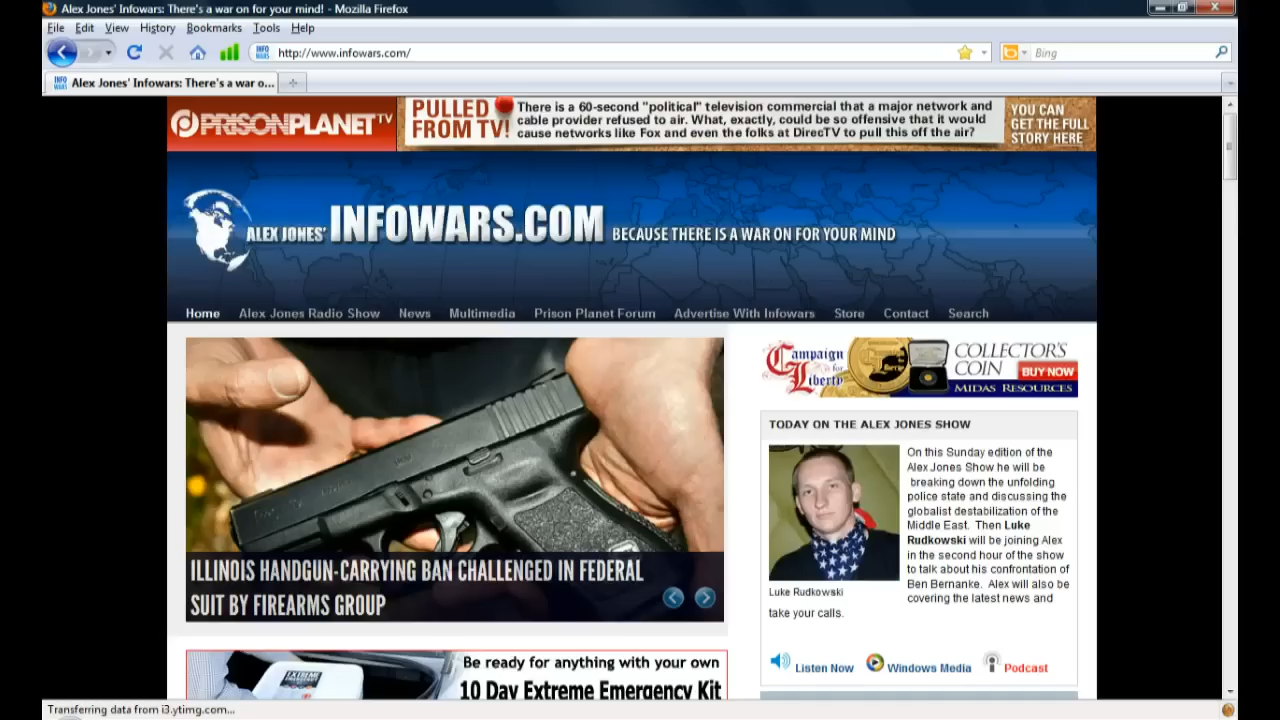 Alex Jones' Infowars: There's a war on for your mind! - Mozilla Firefox
File Edit View History Bookmarks Tools Help
http://www.infowars.com/
Bing
Alex Jones' Infowars: There's a war o...
PRISONPLANET TV
PULLED FROM TV!
There is a 60-second "political" television commercial that a major network and
cable provider refused to air. What, exactly, could be so offensive that it would
cause networks like Fox and even the folks at DirecTV to pull this off the air?
YOU CAN
GET THE FULL
STORY HERE
ALEX JONES' INFOWARS.COM BECAUSE THERE IS A WAR ON FOR YOUR MIND
Home Alex Jones Radio Show News Multimedia Prison Planet Forum Advertise With Infowars Store Contact Search
ILLINOIS HANDGUN-CARRYING BAN CHALLENGED IN FEDERAL
SUIT BY FIREARMS GROUP
Be ready for anything with your own
10 Day Extreme Emergency Kit
Campaign
for
Liberty
COLLECTOR'S
COIN BUY NOW
MIDAS RESOURCES
TODAY ON THE ALEX JONES SHOW
On this Sunday edition of the
Alex Jones Show he will be
breaking down the unfolding
police state and discussing the
globalist destabilization of the
Middle East. Then Luke
Rudkowski will be joining Alex
in the second hour of the show
to talk about his confrontation of
Ben Bernanke. Alex will also be
covering the latest news and
Luke Rudkowski
take your calls.
Listen Now Windows Media Podcast
Transferring data from i3.ytimg.com...